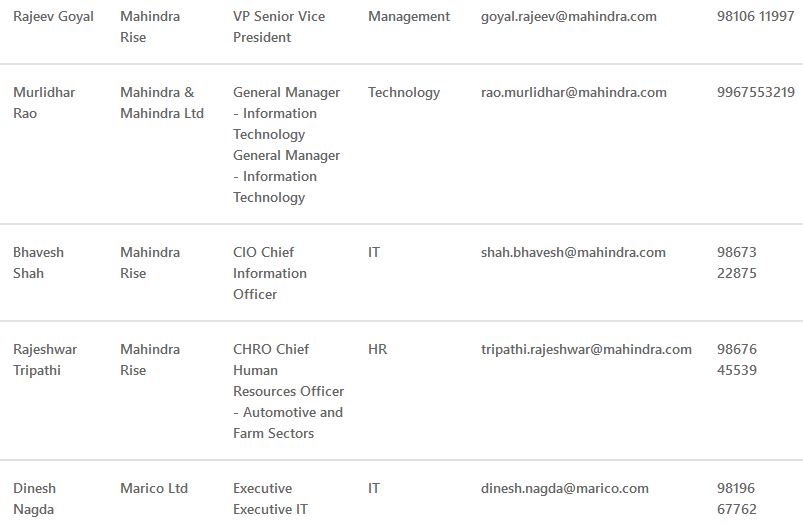 Rajeev Goyal Mahindra Rise VP Senior Vice President Management goyal.rajeev@mahindra.com 98106 11997
Murlidhar Rao Mahindra & Mahindra Ltd General Manager - Information Technology General Manager - Information Technology Technology rao.murlidhar@mahindra.com 9967553219
Bhavesh Shah Mahindra Rise CIO Chief Information Officer IT shah.bhavesh@mahindra.com 98673 22875
Rajeshwar Tripathi Mahindra Rise CHRO Chief Human Resources Officer - Automotive and Farm Sectors HR tripathi.rajeshwar@mahindra.com 98676 45539
Dinesh Nagda Marico Ltd Executive Executive IT IT dinesh.nagda@marico.com 98196 67762